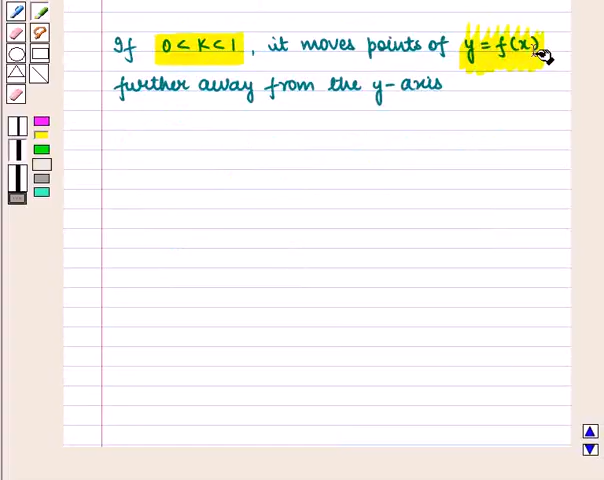 If 0 < K < 1, it moves points of y = f(x)
further away from the y-axis